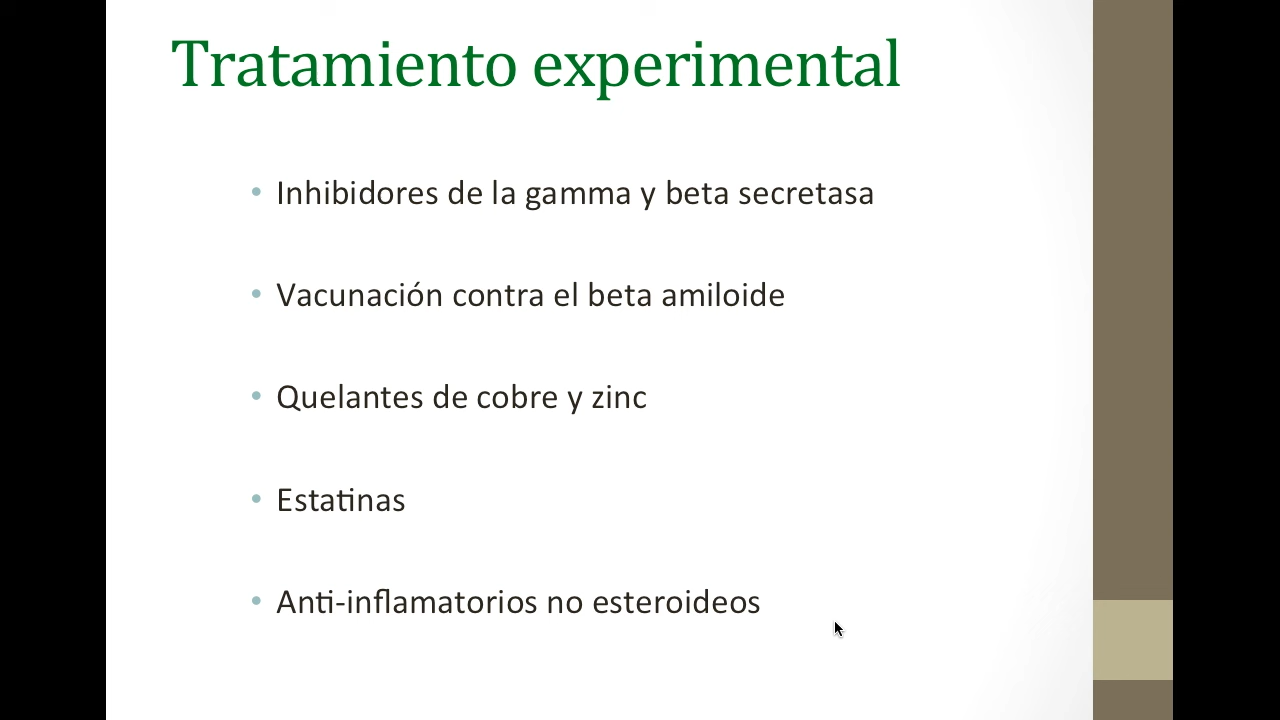 Tratamiento experimental
• Inhibidores de la gamma y beta secretasa
• Vacunación contra el beta amiloide
• Quelantes de cobre y zinc
• Estatinas
• Anti-inflamatorios no esteroideos